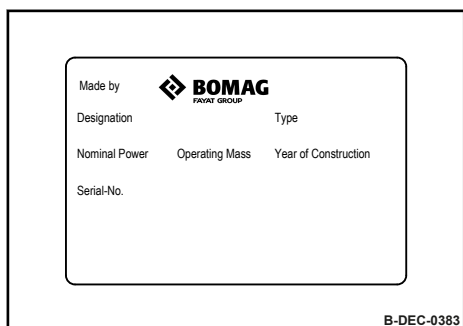 Made by BOMAG
FAYAT GROUP
Designation Type
Nominal Power Operating Mass Year of Construction
Serial-No.
B-DEC-0383